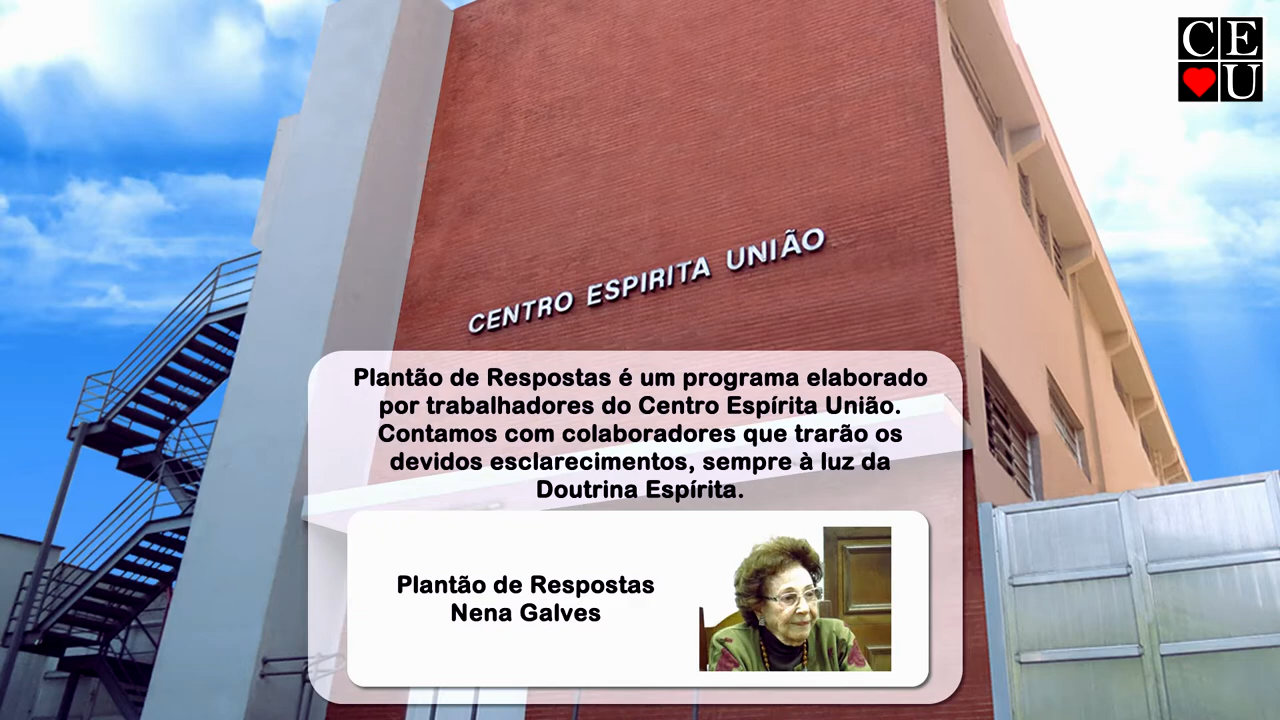 CE
U
CENTRO ESPIRITA UNIÃO
Plantão de Respostas é um programa elaborado
por trabalhadores do Centro Espírita União.
Contamos com colaboradores que trarão os
devidos esclarecimentos, sempre à luz da
Doutrina Espírita.
Plantão de Respostas
Nena Galves